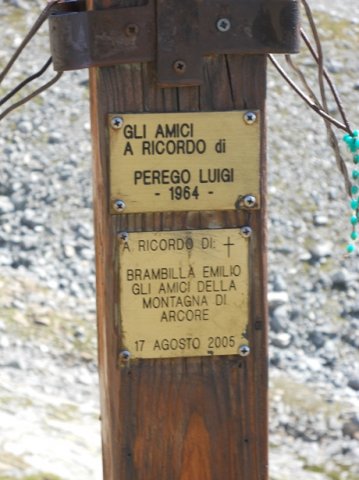 GLI AMICI
A RICORDO di
PEREGO LUIGI
- 1964 -
A RICORDO DI: †
BRAMBILLA EMILIO
GLI AMICI DELLA
MONTAGNA DI
ARCORE
17 AGOSTO 2005